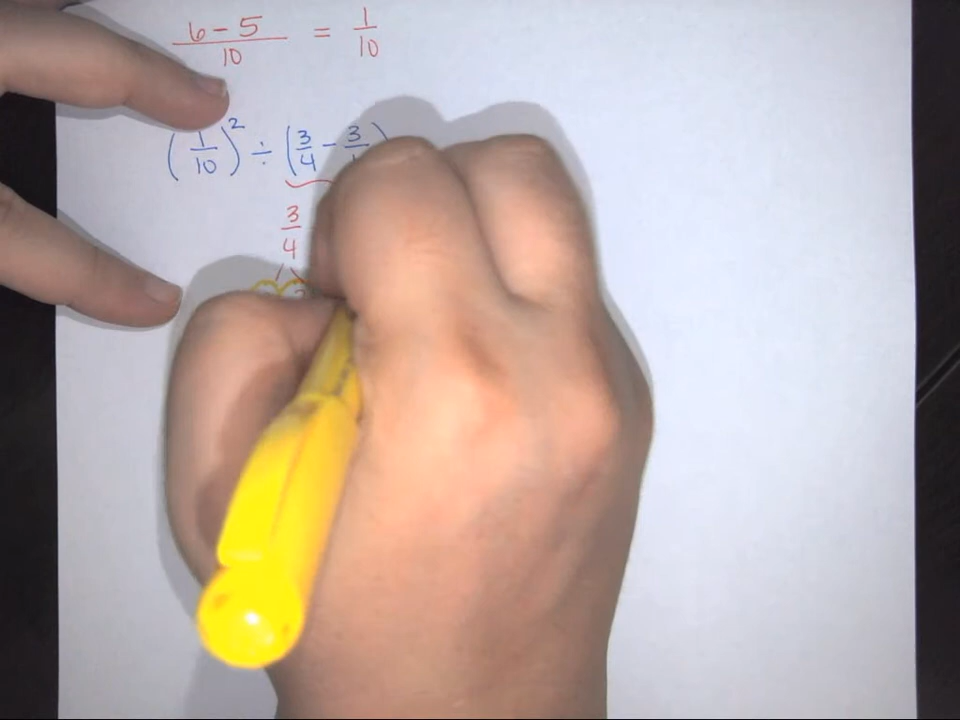 6 - 5 / 10 = 1 / 10
(1/10)² ÷ (3/4 - 3/
3/4